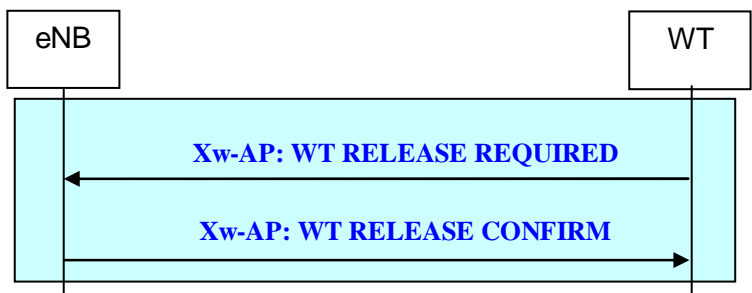 eNB
WT
Xw-AP: WT RELEASE REQUIRED
Xw-AP: WT RELEASE CONFIRM